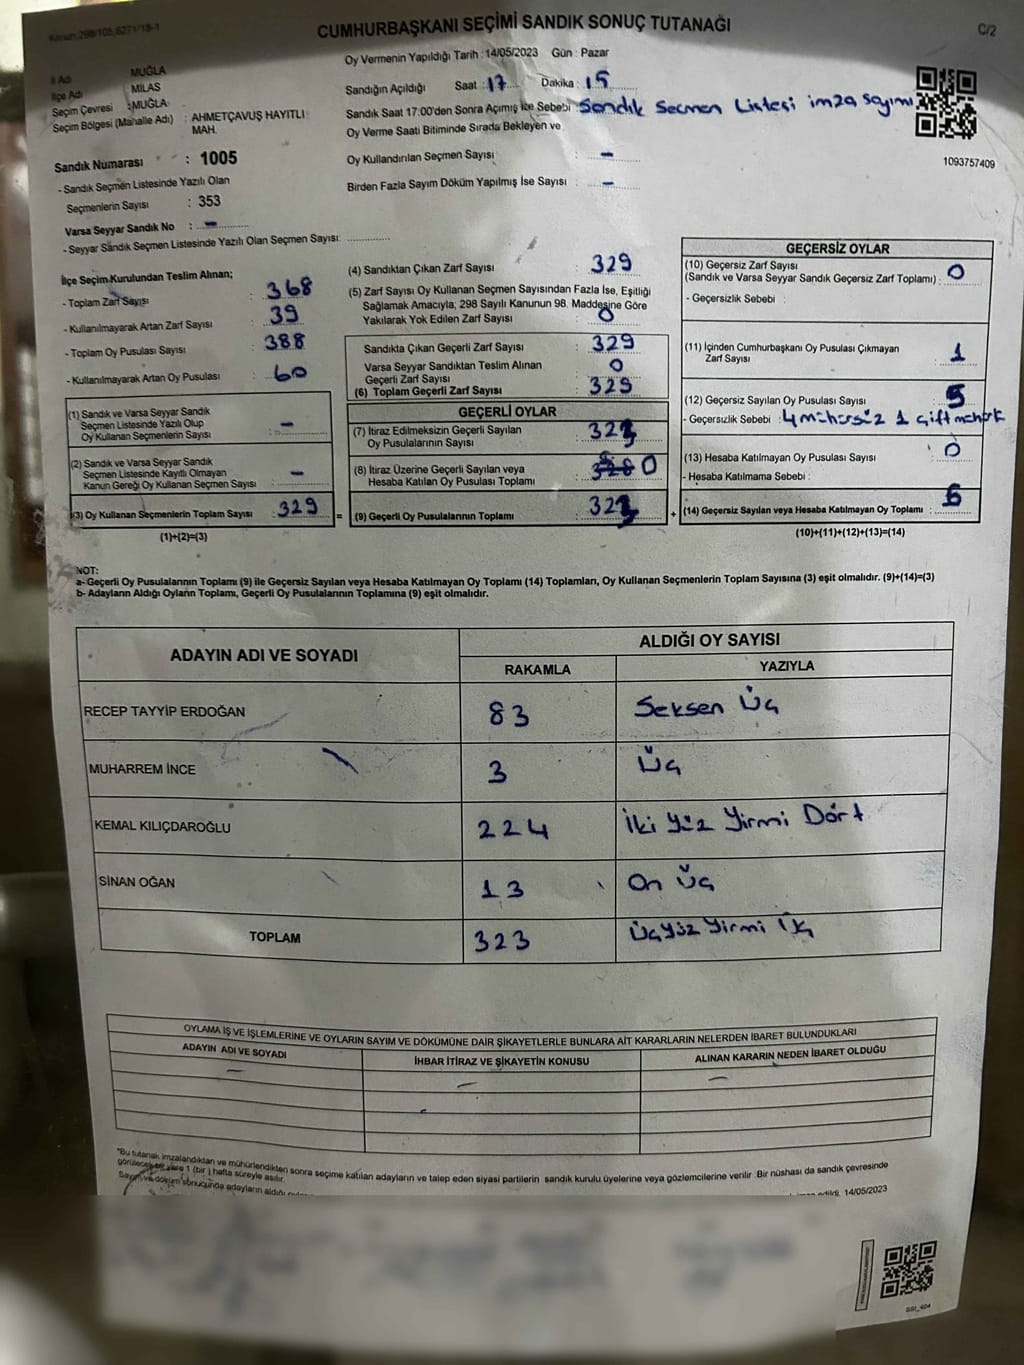 Kanun:298/105,6271/18-1
CUMHURBAŞKANI SEÇİMİ SANDIK SONUÇ TUTANAĞI
C/2
İl Adı : MUĞLA
İlçe Adı : MİLAS
Seçim Çevresi : MUĞLA
Seçim Bölgesi (Mahalle Adı) : AHMETÇAVUŞ HAYITLI MAH.
Sandık Numarası : 1005
- Sandık Seçmen Listesinde Yazılı Olan
Seçmenlerin Sayısı : 353
Varsa Seyyar Sandık No : –
- Seyyar Sandık Seçmen Listesinde Yazılı Olan Seçmen Sayısı: ..............
Oy Vermenin Yapıldığı Tarih : 14/05/2023 Gün : Pazar
Sandığın Açıldığı Saat : 17 Dakika : 15
Sandık Saat 17:00'den Sonra Açımış İse Sebebi : Sandık Secmen Listesi imza sayımı
Oy Verme Saati Bitiminde Sırada Bekleyen ve
Oy Kullandırılan Seçmen Sayısı : –
Birden Fazla Sayım Döküm Yapılmış İse Sayısı : –
1093757409
İlçe Seçim Kurulundan Teslim Alınan;
- Toplam Zarf Sayısı : 368
- Kullanılmayarak Artan Zarf Sayısı : 39
- Toplam Oy Pusulası Sayısı : 388
- Kullanılmayarak Artan Oy Pusulası : 60
(1) Sandık ve Varsa Seyyar Sandık
Seçmen Listesinde Yazılı Olup
Oy Kullanan Seçmenlerin Sayısı : –
(2) Sandık ve Varsa Seyyar Sandık
Seçmen Listesinde Kayıtlı Olmayan
Kanun Gereği Oy Kullanan Seçmen Sayısı : –
(3) Oy Kullanan Seçmenlerin Toplam Sayısı : 329
(1)+(2)=(3)
=
(4) Sandıktan Çıkan Zarf Sayısı : 329
(5) Zarf Sayısı Oy Kullanan Seçmen Sayısından Fazla İse, Eşitliği
Sağlamak Amacıyla; 298 Sayılı Kanunun 98. Maddesine Göre
Yakılarak Yok Edilen Zarf Sayısı : 0
Sandıkta Çıkan Geçerli Zarf Sayısı : 329
Varsa Seyyar Sandıktan Teslim Alınan
Geçerli Zarf Sayısı : 0
(6) Toplam Geçerli Zarf Sayısı : 329
GEÇERLİ OYLAR
(7) İtiraz Edilmeksizin Geçerli Sayılan
Oy Pusulalarının Sayısı : 323
(8) İtiraz Üzerine Geçerli Sayılan veya
Hesaba Katılan Oy Pusulası Toplamı : 0
(9) Geçerli Oy Pusulalarının Toplamı : 323
+
GEÇERSİZ OYLAR
(10) Geçersiz Zarf Sayısı
(Sandık ve Varsa Seyyar Sandık Geçersiz Zarf Toplamı) : 0
- Geçersizlik Sebebi :
(11) İçinden Cumhurbaşkanı Oy Pusulası Çıkmayan
Zarf Sayısı : 1
(12) Geçersiz Sayılan Oy Pusulası Sayısı : 5
- Geçersizlik Sebebi : 4 mühürsüz 1 çift mühür
(13) Hesaba Katılmayan Oy Pusulası Sayısı : 0
- Hesaba Katılmama Sebebi :
(14) Geçersiz Sayılan veya Hesaba Katılmayan Oy Toplamı : 6
(10)+(11)+(12)+(13)=(14)
NOT:
a- Geçerli Oy Pusulalarının Toplamı (9) ile Geçersiz Sayılan veya Hesaba Katılmayan Oy Toplamı (14) Toplamları, Oy Kullanan Seçmenlerin Toplam Sayısına (3) eşit olmalıdır. (9)+(14)=(3)
b- Adayların Aldığı Oyların Toplamı, Geçerli Oy Pusulalarının Toplamına (9) eşit olmalıdır.
ADAYIN ADI VE SOYADI ALDIĞI OY SAYISI
RAKAMLA YAZIYLA
RECEP TAYYİP ERDOĞAN 83 Seksen Üç
MUHARREM İNCE 3 Üç
KEMAL KILIÇDAROĞLU 224 İki yüz Yirmi Dört
SİNAN OĞAN 13 On Üç
TOPLAM 323 Üçyüz Yirmi Üç
OYLAMA İŞ VE İŞLEMLERİNE VE OYLARIN SAYIM VE DÖKÜMÜNE DAİR ŞİKAYETLERLE BUNLARA AİT KARARLARIN NELERDEN İBARET BULUNDUKLARI
ADAYIN ADI VE SOYADI İHBAR İTİRAZ VE ŞİKAYETİN KONUSU ALINAN KARARIN NEDEN İBARET OLDUĞU
– – –
*Bu tutanak imzalandıktan ve mühürlendikten sonra seçime katılan adayların ve talep eden siyasi partilerin sandık kurulu üyelerine veya gözlemcilerine verilir. Bir nüshası da sandık çevresinde
görülecek bir yere 1 (bir) hafta süreyle asılır.
Sayım ve döküm sonucunda adayların aldığı 14/05/2023